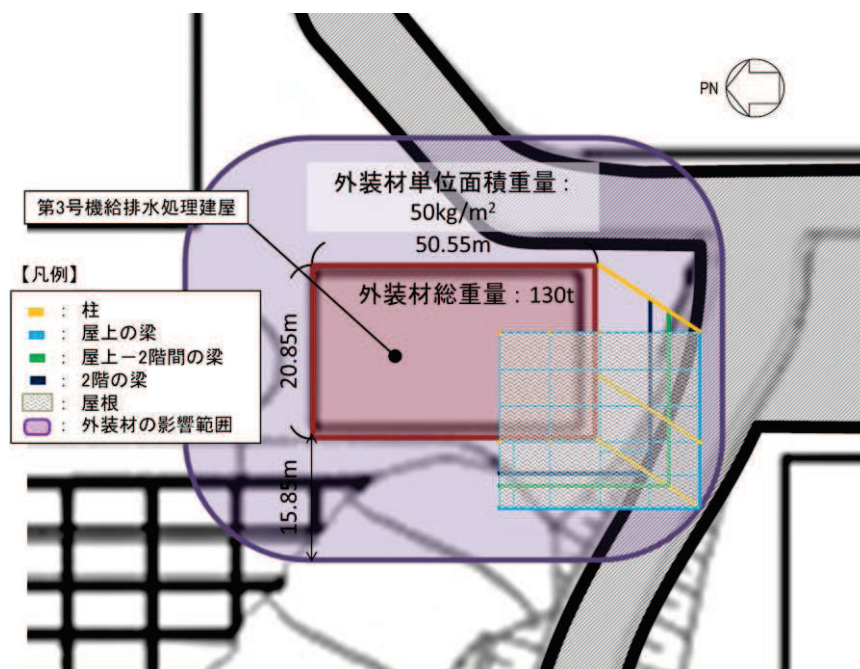 PN
外装材単位面積重量：
50kg/m²
50.55m
第3号機給排水処理建屋
外装材総重量：130t
20.85m
15.85m
【凡例】
：柱
：屋上の梁
：屋上－2階間の梁
：2階の梁
：屋根
：外装材の影響範囲